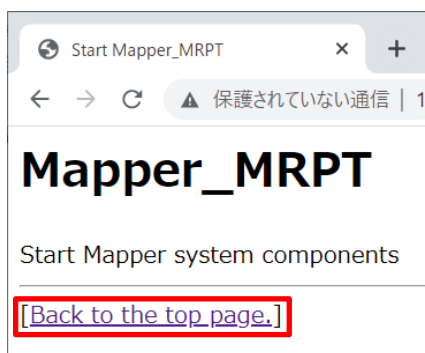 Start Mapper_MRPT
保護されていない通信 | 1
Mapper_MRPT
Start Mapper system components
[Back to the top page.]